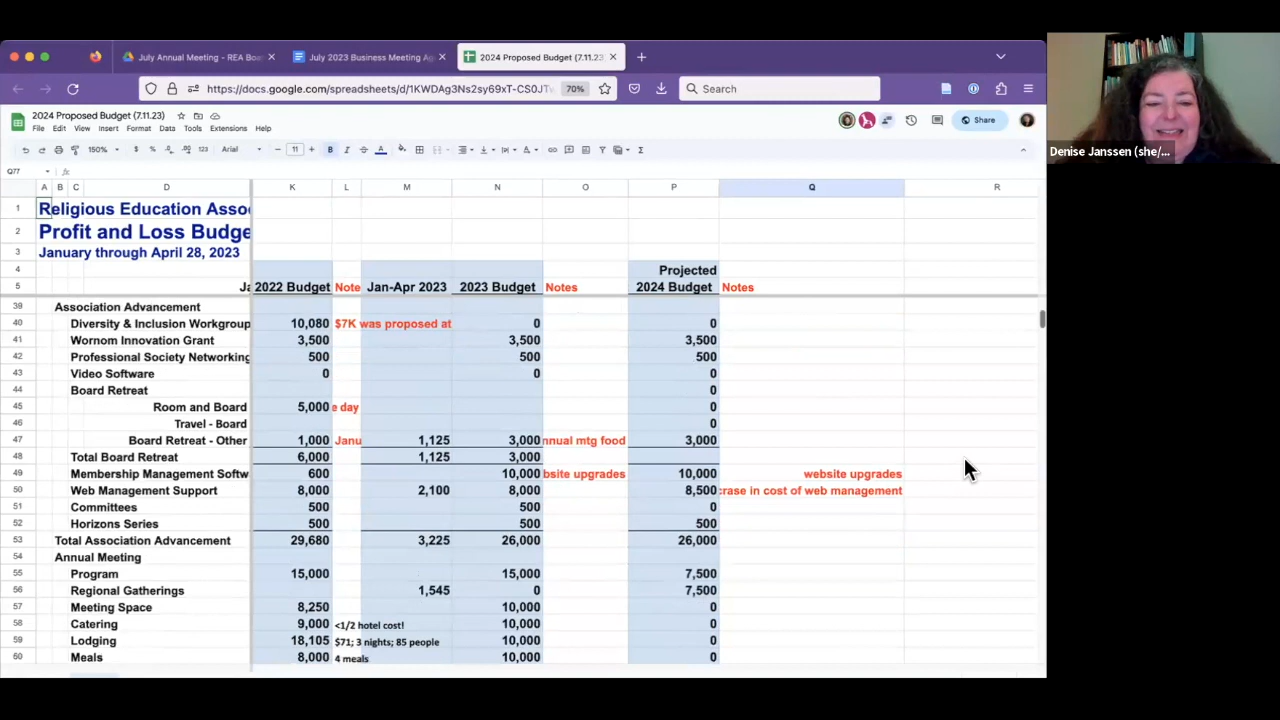 July Annual Meeting - REA Boa
July 2023 Business Meeting Ag
2024 Proposed Budget (7.11.23)
https://docs.google.com/spreadsheets/d/1KWDAg3Ns2sy69xT-CS0JTw
70%
Search
2024 Proposed Budget (7.11.23)
File Edit View Insert Format Data Tools Extensions Help
Share
150% $ % .0 .00 123 Arial 11 B I
Q77 fx
A B C D K L M N O P Q R
1 Religious Education Asso
2 Profit and Loss Budge
3 January through April 28, 2023
4 Projected
5 Ja 2022 Budget Note Jan-Apr 2023 2023 Budget Notes 2024 Budget Notes
39 Association Advancement
40 Diversity & Inclusion Workgroup 10,080 $7K was proposed at 0 0
41 Wornom Innovation Grant 3,500 3,500 3,500
42 Professional Society Networking 500 500 500
43 Video Software 0 0 0
44 Board Retreat 0
45 Room and Board 5,000 e day 0
46 Travel - Board 0
47 Board Retreat - Other 1,000 Janu 1,125 3,000 nnual mtg food 3,000
48 Total Board Retreat 6,000 1,125 3,000
49 Membership Management Softw 600 10,000 bsite upgrades 10,000 website upgrades
50 Web Management Support 8,000 2,100 8,000 8,500 crase in cost of web management
51 Committees 500 500 0
52 Horizons Series 500 500 500
53 Total Association Advancement 29,680 3,225 26,000 26,000
54 Annual Meeting
55 Program 15,000 15,000 7,500
56 Regional Gatherings 1,545 0 7,500
57 Meeting Space 8,250 10,000 0
58 Catering 9,000 <1/2 hotel cost! 10,000 0
59 Lodging 18,105 $71; 3 nights; 85 people 10,000 0
60 Meals 8,000 4 meals 10,000 0
Denise Janssen (she/...